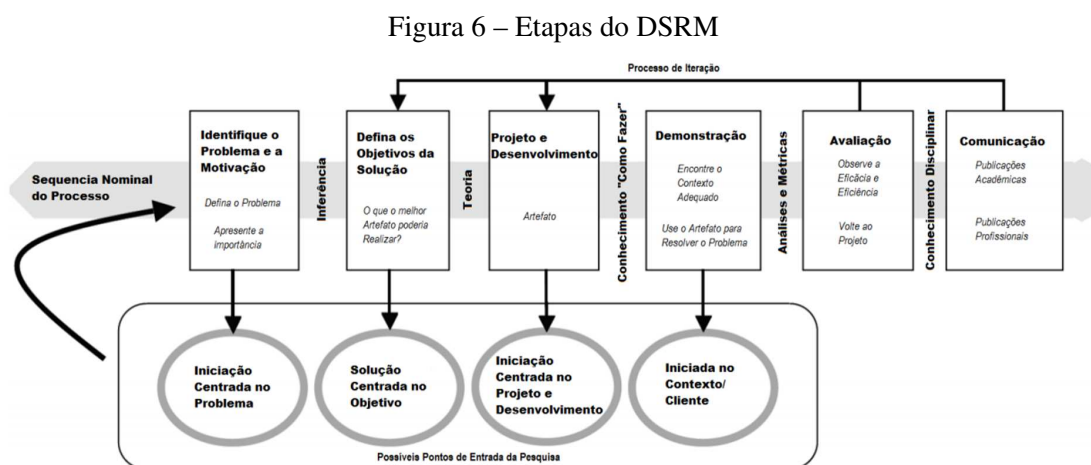 Figura 6 – Etapas do DSRM
Processo de Iteração
Sequencia Nominal
do Processo
Identifique o
Problema e a
Motivação
Defina o Problema
Apresente a
importância
Inferência
Defina os
Objetivos da
Solução
O que o melhor
Artefato poderia
Realizar?
Teoria
Projeto e
Desenvolvimento
Artefato
Conhecimento "Como Fazer"
Demonstração
Encontre o
Contexto
Adequado
Use o Artefato para
Resolver o Problema
Análises e Métricas
Avaliação
Observe a
Eficácia e
Eficiência
Volte ao
Projeto
Conhecimento Disciplinar
Comunicação
Publicações
Acadêmicas
Publicações
Profissionais
Iniciação
Centrada no
Problema
Solução
Centrada no
Objetivo
Iniciação
Centrada no
Projeto e
Desenvolvimento
Iniciada no
Contexto/
Cliente
Possíveis Pontos de Entrada da Pesquisa